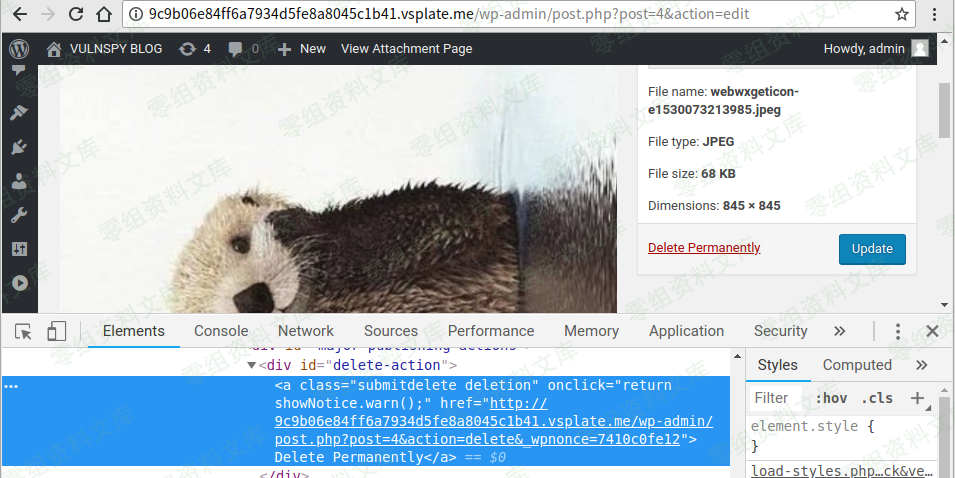 9c9b06e84ff6a7934d5fe8a8045c1b41.vsplate.me/wp-admin/post.php?post=4&action=edit
VULNSPY BLOG 4 0 New View Attachment Page Howdy, admin
File name: webwxgeticon-
e1530073213985.jpeg
File type: JPEG
File size: 68 KB
Dimensions: 845 × 845
Delete Permanently Update
Elements Console Network Sources Performance Memory Application Security »
<div id="delete-action">
<a class="submitdelete deletion" onclick="return
showNotice.warn();" href="http://
9c9b06e84ff6a7934d5fe8a8045c1b41.vsplate.me/wp-admin/
post.php?post=4&action=delete&_wpnonce=7410c0fe12">
Delete Permanently</a> == $0
</div>
Styles Computed »
Filter :hov .cls +
element.style {
}
load-styles.php…ck&ve…
零组资料文库